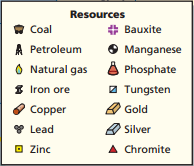 Resources
Coal
Petroleum
Natural gas
Iron ore
Copper
Lead
Zinc
Bauxite
Manganese
Phosphate
Tungsten
Gold
Silver
Chromite